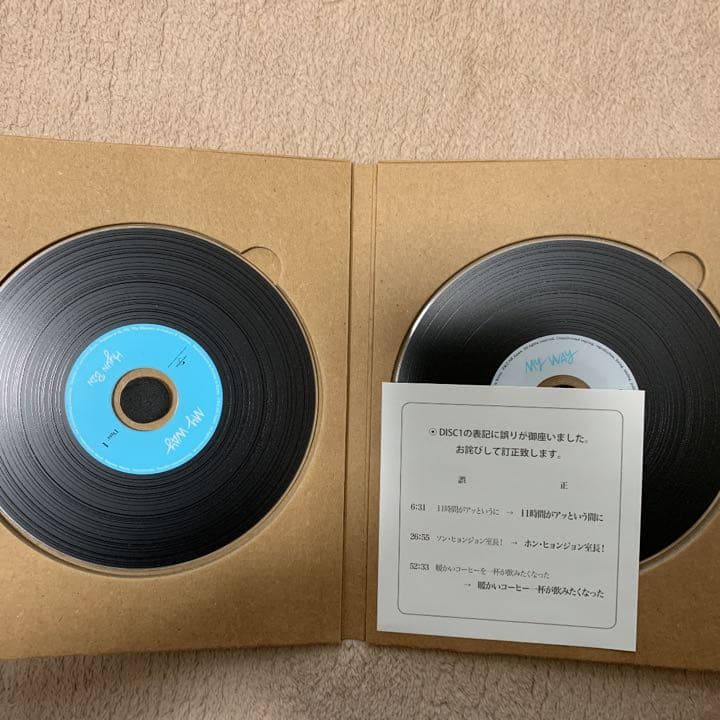 MY WAY
Hyun Bin
Disc 1
MY WAY
⊙ DISC1の表記に誤りが御座いました。
お詫びして訂正致します。
誤 正
6:31 11時間がアッというに → 11時間がアッという間に
26:55 ソン・ヒョンジョン室長! → ホン・ヒョンジョン室長!
52:33 暖かいコーヒーを一杯が飲みたくなった
→ 暖かいコーヒー一杯が飲みたくなった